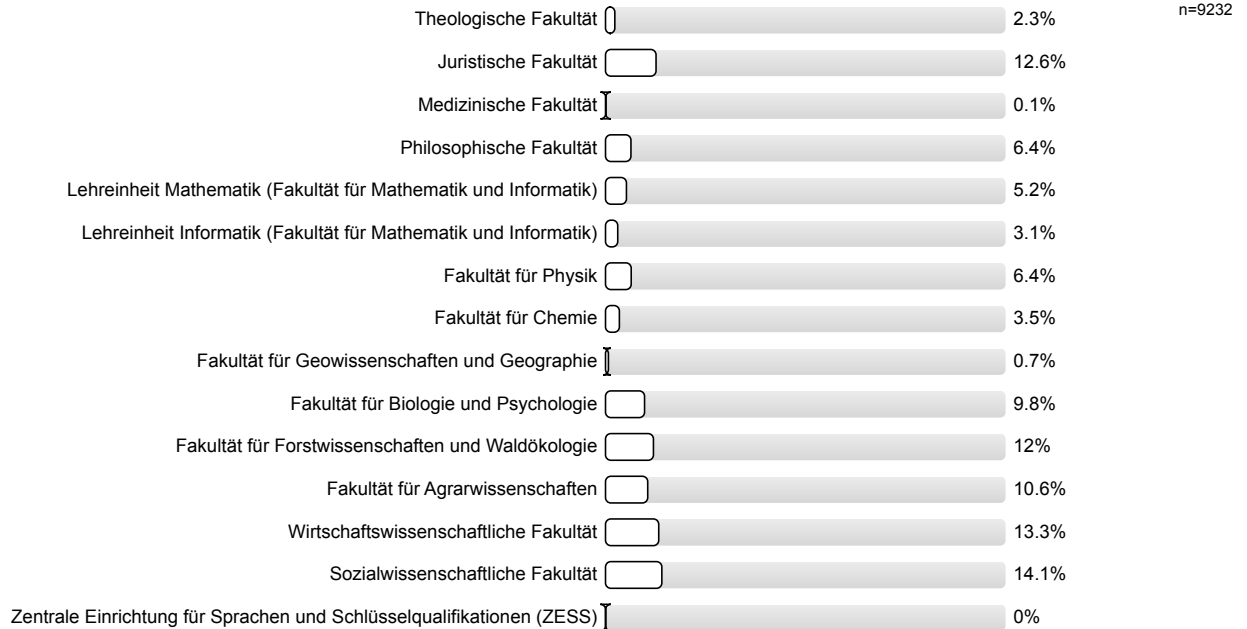 Theologische Fakultät 2.3% n=9232
Juristische Fakultät 12.6%
Medizinische Fakultät 0.1%
Philosophische Fakultät 6.4%
Lehreinheit Mathematik (Fakultät für Mathematik und Informatik) 5.2%
Lehreinheit Informatik (Fakultät für Mathematik und Informatik) 3.1%
Fakultät für Physik 6.4%
Fakultät für Chemie 3.5%
Fakultät für Geowissenschaften und Geographie 0.7%
Fakultät für Biologie und Psychologie 9.8%
Fakultät für Forstwissenschaften und Waldökologie 12%
Fakultät für Agrarwissenschaften 10.6%
Wirtschaftswissenschaftliche Fakultät 13.3%
Sozialwissenschaftliche Fakultät 14.1%
Zentrale Einrichtung für Sprachen und Schlüsselqualifikationen (ZESS) 0%